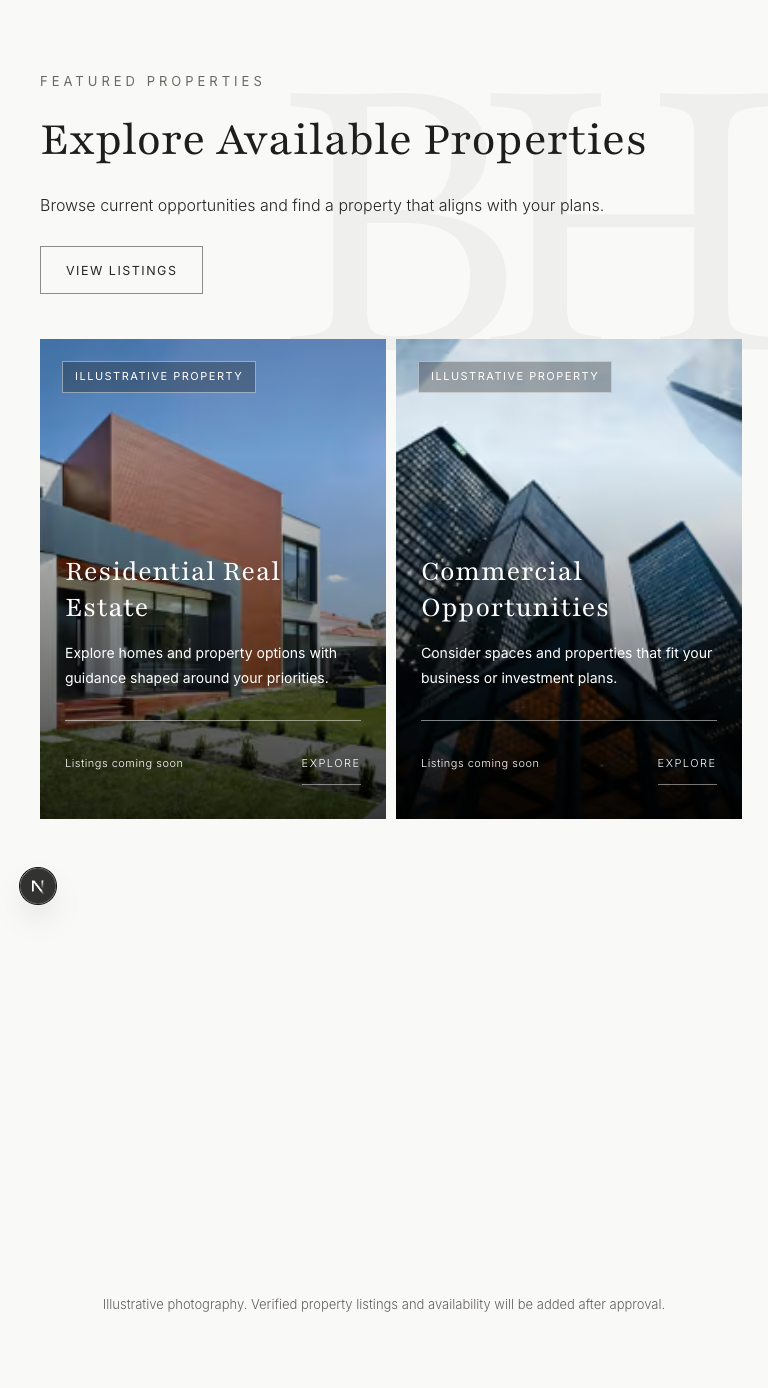 FEATURED PROPERTIES
BH
Explore Available Properties
Browse current opportunities and find a property that aligns with your plans.
VIEW LISTINGS
ILLUSTRATIVE PROPERTY
Residential Real
Estate
Explore homes and property options with
guidance shaped around your priorities.
Listings coming soon
EXPLORE
ILLUSTRATIVE PROPERTY
Commercial
Opportunities
Consider spaces and properties that fit your
business or investment plans.
Listings coming soon
EXPLORE
N
Illustrative photography. Verified property listings and availability will be added after approval.